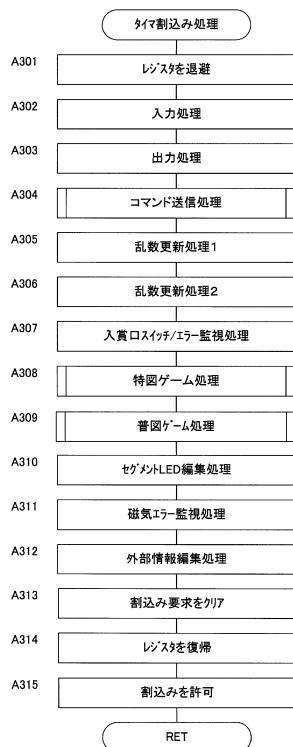 タイマ割込み処理
A301 レジスタを退避
A302 入力処理
A303 出力処理
A304 コマンド送信処理
A305 乱数更新処理1
A306 乱数更新処理2
A307 入賞口スイッチ/エラー監視処理
A308 特図ゲーム処理
A309 普図ゲーム処理
A310 セグメントLED編集処理
A311 磁気エラー監視処理
A312 外部情報編集処理
A313 割込み要求をクリア
A314 レジスタを復帰
A315 割込みを許可
RET